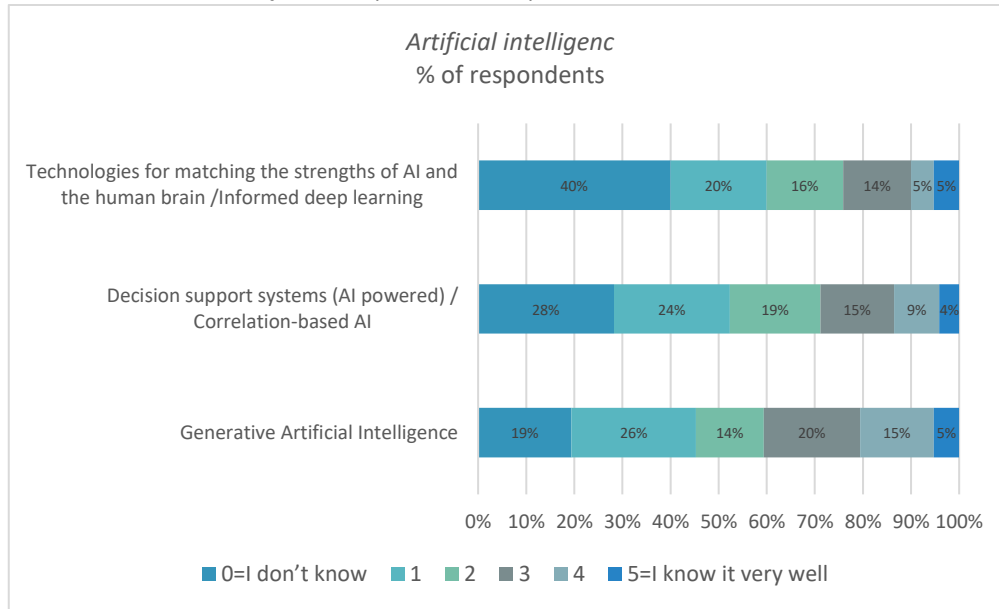 Artificial intelligenc
% of respondents
Technologies for matching the strengths of AI and
the human brain /Informed deep learning
40% 20% 16% 14% 5% 5%
Decision support systems (AI powered) /
Correlation-based AI
28% 24% 19% 15% 9% 4%
Generative Artificial Intelligence
19% 26% 14% 20% 15% 5%
0% 10% 20% 30% 40% 50% 60% 70% 80% 90% 100%
0=I don’t know 1 2 3 4 5=I know it very well